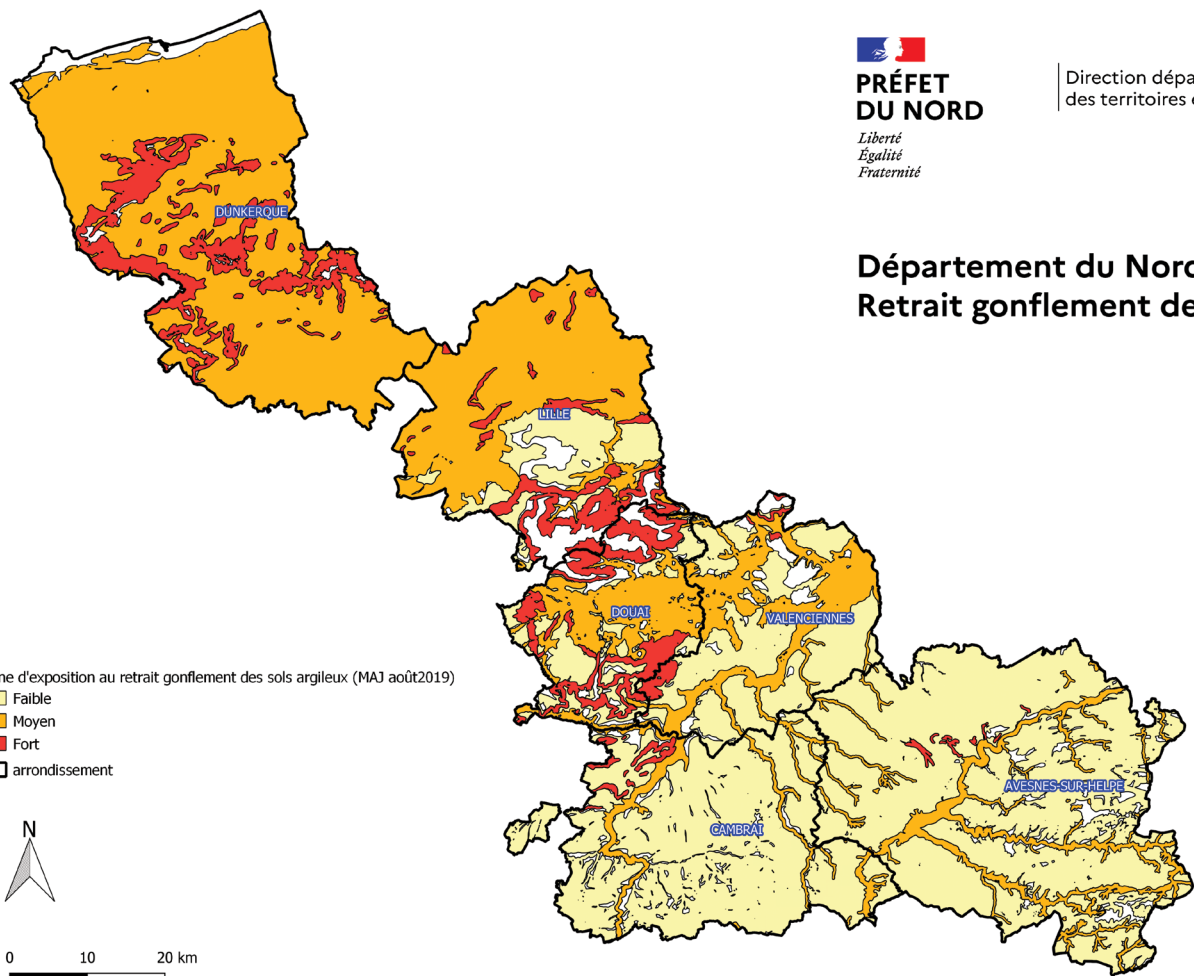 PRÉFET
DU NORD
Liberté
Égalité
Fraternité
Direction dépa
des territoires e
Département du Nord
Retrait gonflement de
DUNKERQUE
LILLE
DOUAI
VALENCIENNES
AVESNES-SUR-HELPE
CAMBRAI
ne d'exposition au retrait gonflement des sols argileux (MAJ août2019)
Faible
Moyen
Fort
arrondissement
N
0 10 20 km